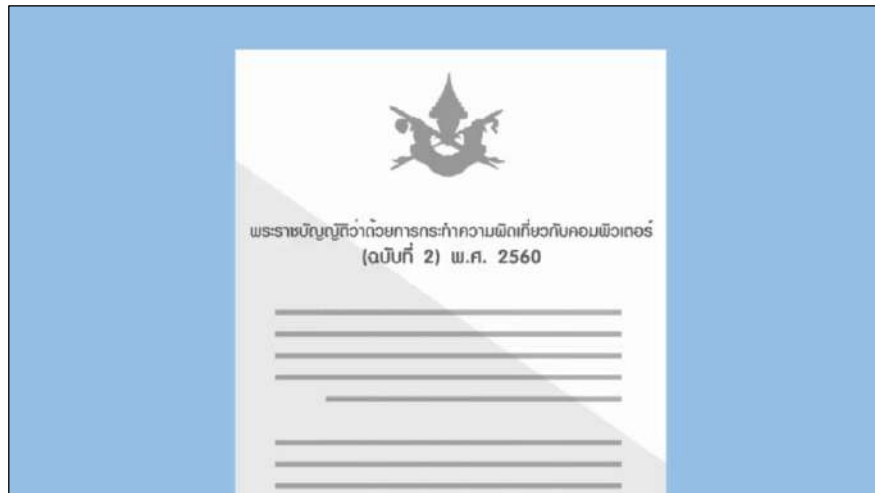 พระราชบัญญัติว่าด้วยการกระทำความผิดเกี่ยวกับคอมพิวเตอร์
(ฉบับที่ 2) พ.ศ. 2560